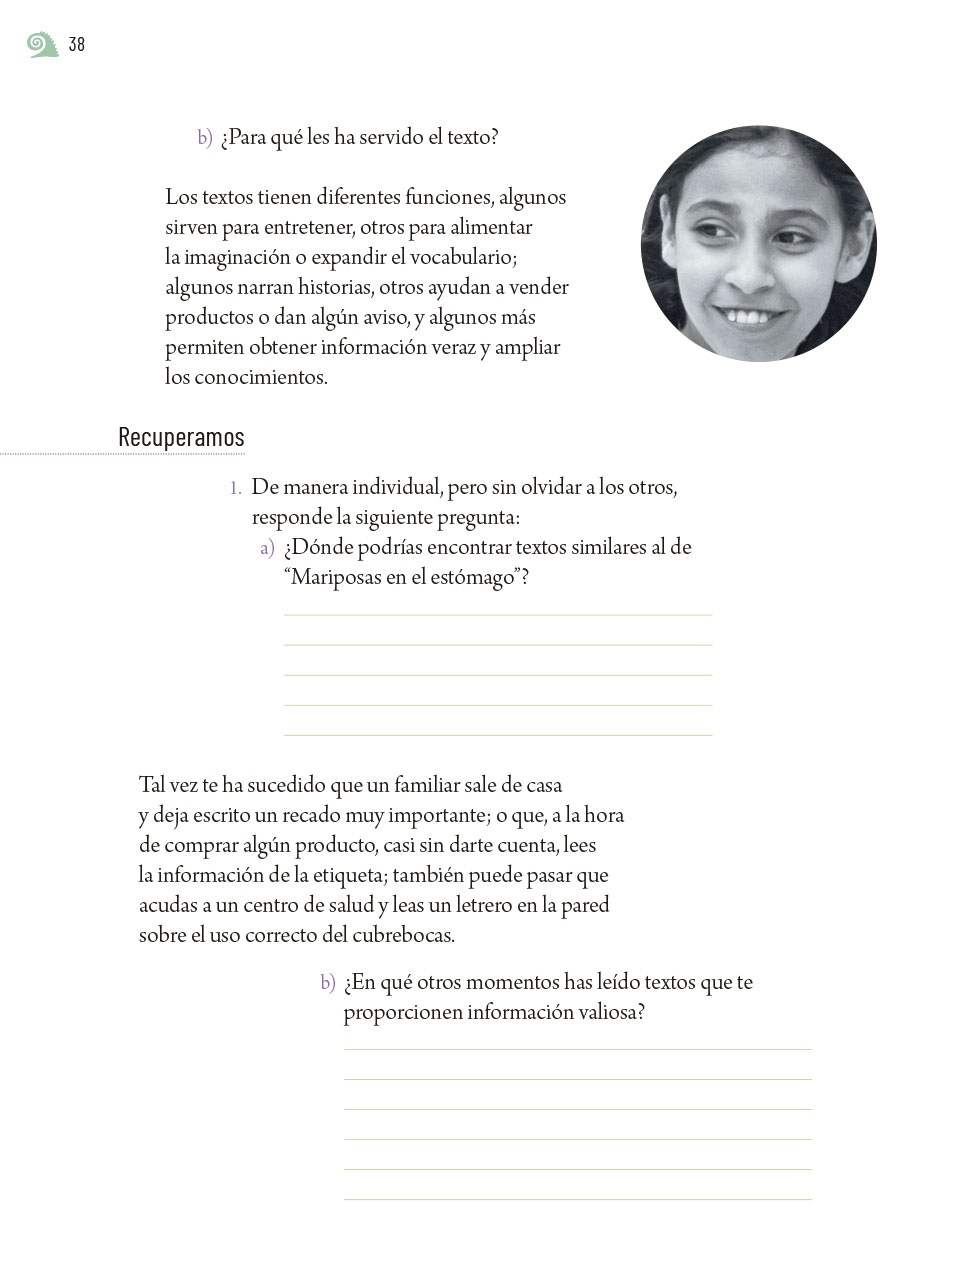 38
b) ¿Para qué les ha servido el texto?
Los textos tienen diferentes funciones, algunos
sirven para entretener, otros para alimentar
la imaginación o expandir el vocabulario;
algunos narran historias, otros ayudan a vender
productos o dan algún aviso, y algunos más
permiten obtener información veraz y ampliar
los conocimientos.
Recuperamos
1. De manera individual, pero sin olvidar a los otros,
responde la siguiente pregunta:
a) ¿Dónde podrías encontrar textos similares al de
“Mariposas en el estómago”?
Tal vez te ha sucedido que un familiar sale de casa
y deja escrito un recado muy importante; o que, a la hora
de comprar algún producto, casi sin darte cuenta, lees
la información de la etiqueta; también puede pasar que
acudas a un centro de salud y leas un letrero en la pared
sobre el uso correcto del cubrebocas.
b) ¿En qué otros momentos has leído textos que te
proporcionen información valiosa?